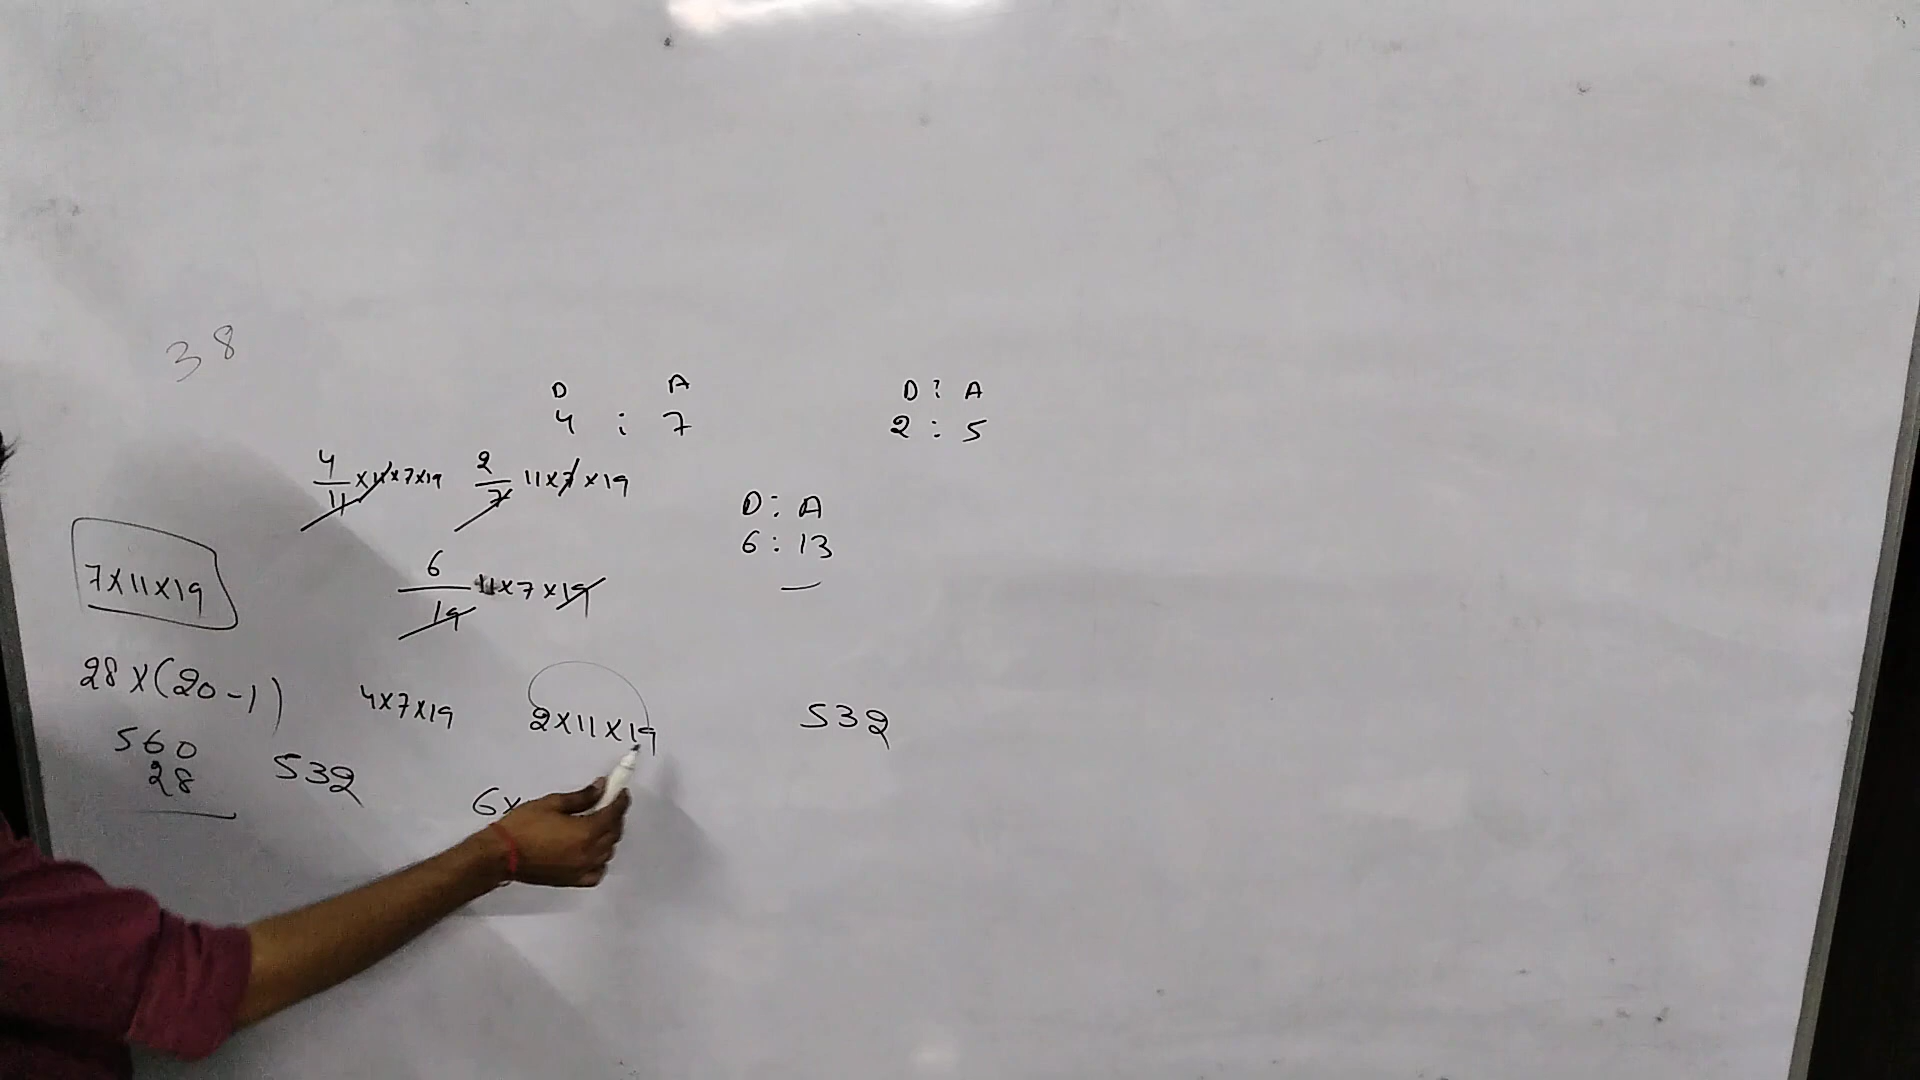 38
D A
4 : 7
D : A
2 : 5
4/11 × 11 × 7 × 19
2/7 11 × 7 × 19
D : A
6 : 13
6/19 11 × 7 × 19
7 × 11 × 19
28 × (20 - 1)
4 × 7 × 19
2 × 11 × 19
532
560
28
532
6 ×